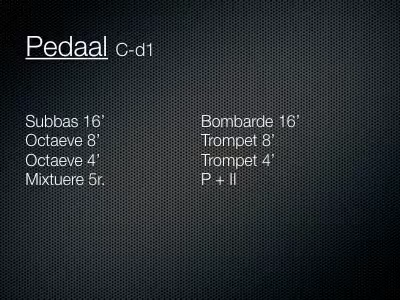 Pedaal C-d1
Subbas 16’
Octaeve 8’
Octaeve 4’
Mixtuere 5r.
Bombarde 16’
Trompet 8’
Trompet 4’
P + II